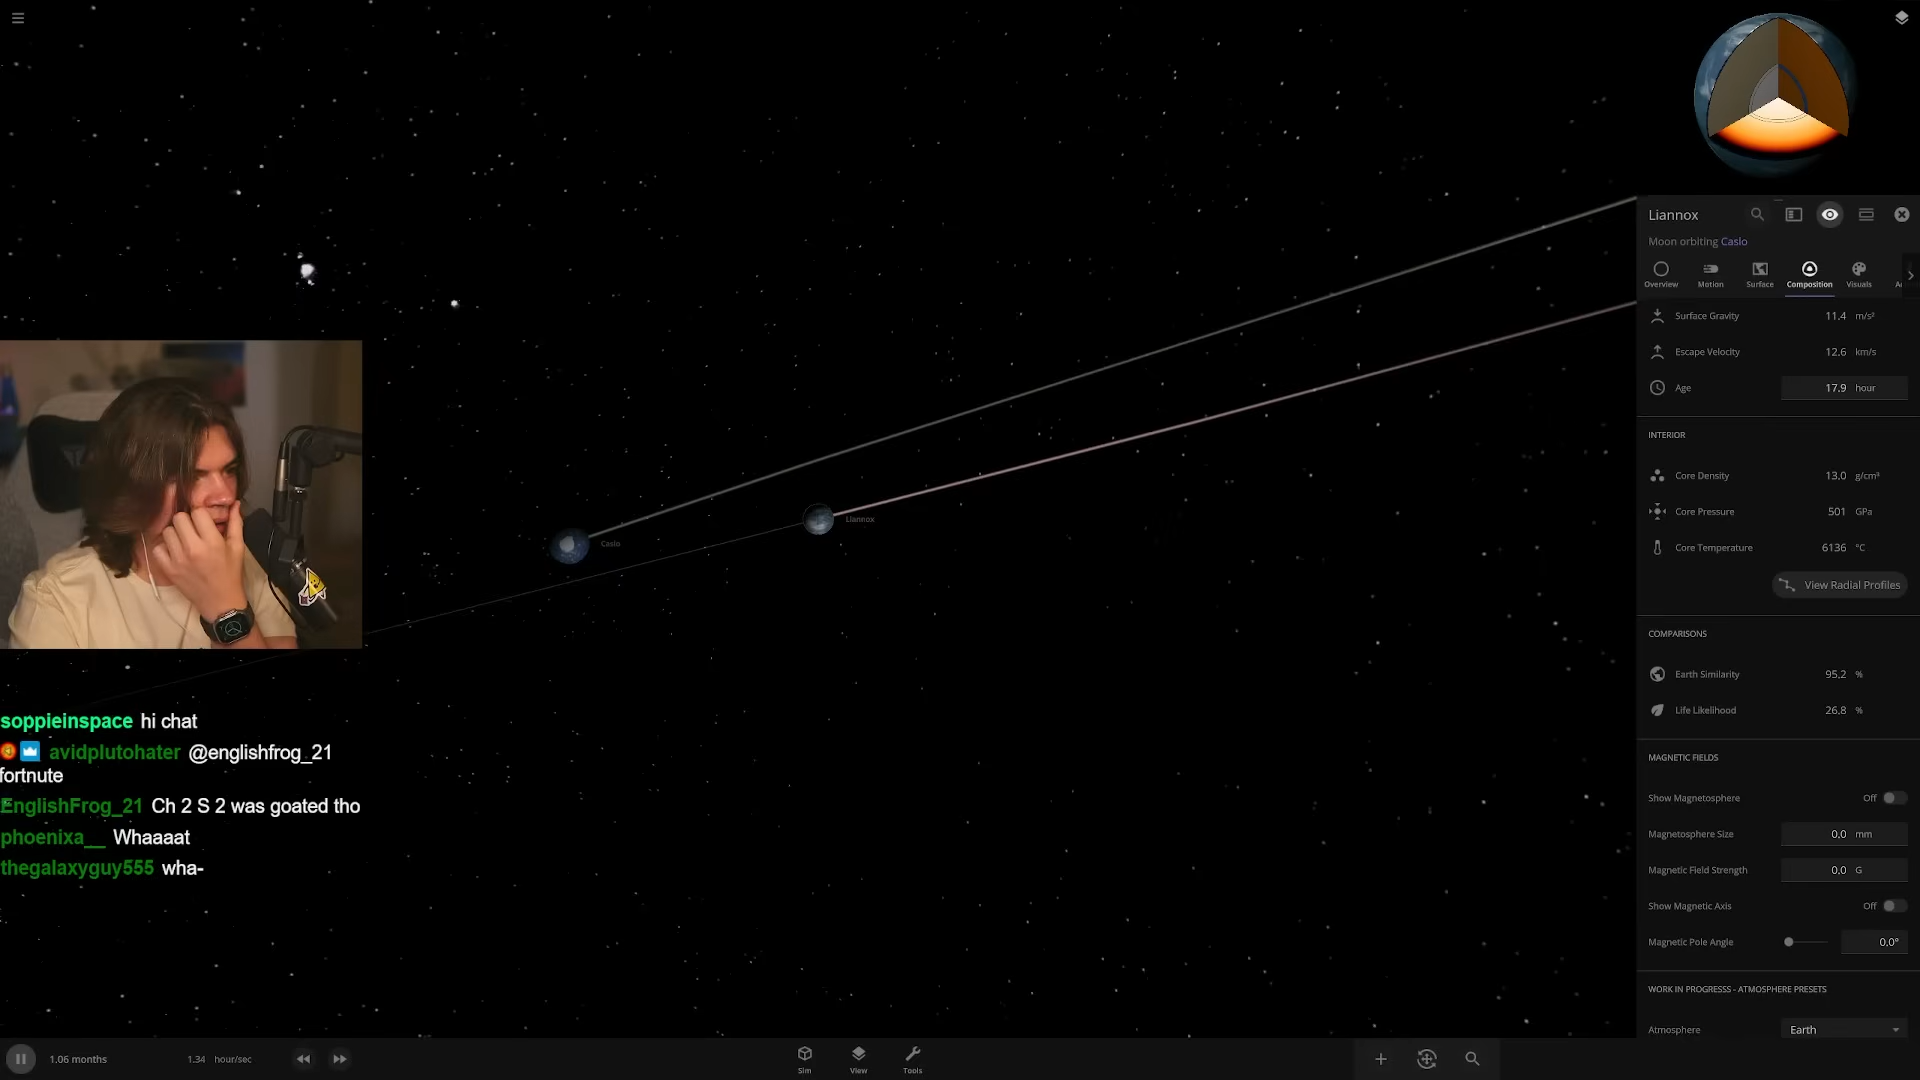 Liannox
Moon orbiting Caslo
Overview Motion Surface Composition Visuals
Surface Gravity 11.4 m/s²
Escape Velocity 12.6 km/s
Age 17.9 hour
INTERIOR
Core Density 13.0 g/cm³
Core Pressure 501 GPa
Core Temperature 6136 °C
View Radial Profiles
COMPARISONS
Earth Similarity 95.2 %
Life Likelihood 26.8 %
MAGNETIC FIELDS
Show Magnetosphere Off
Magnetosphere Size 0.0 mm
Magnetic Field Strength 0.0 G
Show Magnetic Axis Off
Magnetic Pole Angle 0.0°
WORK IN PROGRESSS - ATMOSPHERE PRESETS
Atmosphere Earth
Liannox
Caslo
soppieinspace hi chat
avidplutohater @englishfrog_21
fortnute
EnglishFrog_21 Ch 2 S 2 was goated tho
phoenixa__ Whaaaat
thegalaxyguy555 wha-
1.06 months 1.34 hour/sec
Sim View Tools